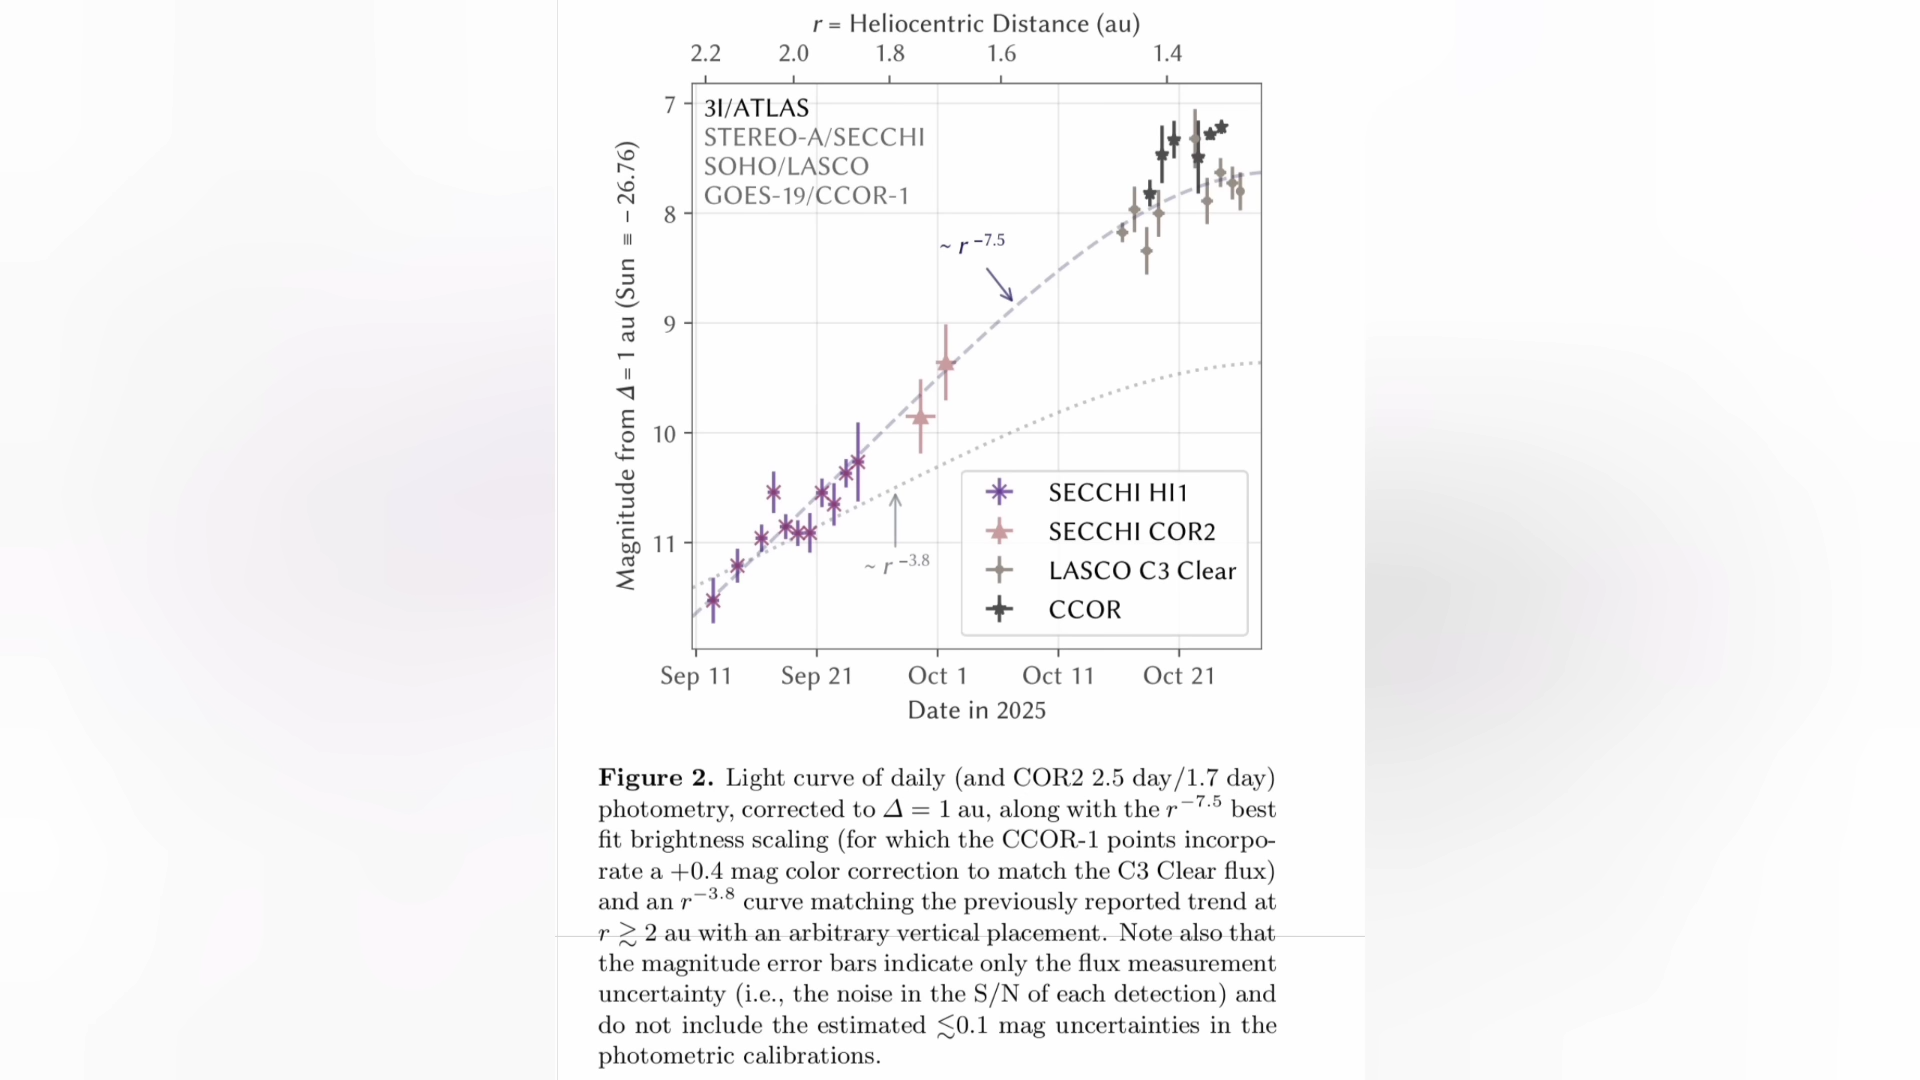 r = Heliocentric Distance (au)
2.2 2.0 1.8 1.6 1.4
3I/ATLAS
STEREO-A/SECCHI
SOHO/LASCO
GOES-19/CCOR-1
Magnitude from Δ = 1 au (Sun ≡ −26.76)
7
8
9
10
11
~ r −7.5
~ r −3.8
SECCHI HI1
SECCHI COR2
LASCO C3 Clear
CCOR
Sep 11 Sep 21 Oct 1 Oct 11 Oct 21
Date in 2025
Figure 2. Light curve of daily (and COR2 2.5 day/1.7 day)
photometry, corrected to Δ = 1 au, along with the r−7.5 best
fit brightness scaling (for which the CCOR-1 points incorpo-
rate a +0.4 mag color correction to match the C3 Clear flux)
and an r−3.8 curve matching the previously reported trend at
r ≳ 2 au with an arbitrary vertical placement. Note also that
the magnitude error bars indicate only the flux measurement
uncertainty (i.e., the noise in the S/N of each detection) and
do not include the estimated ≲0.1 mag uncertainties in the
photometric calibrations.